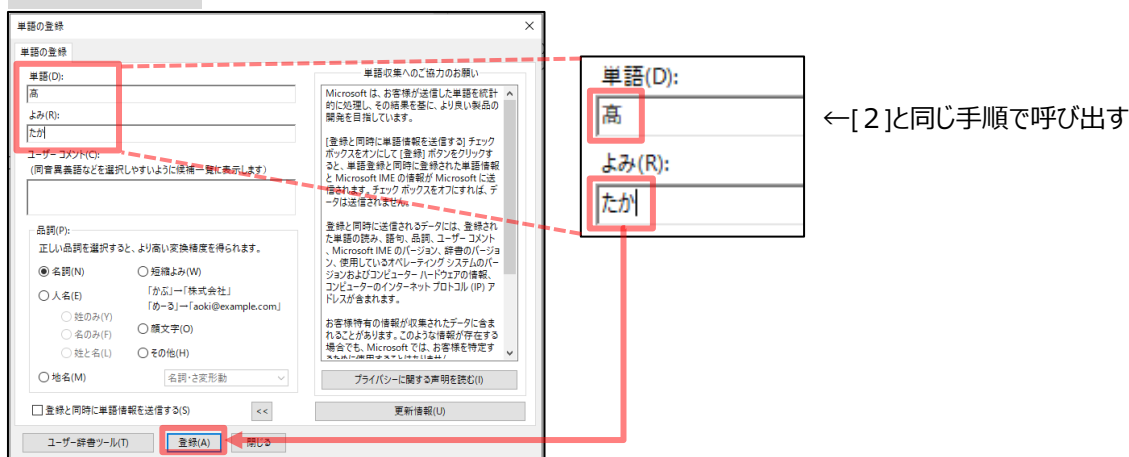 単語の登録
単語の登録
単語(D):
髙
よみ(R):
たか
ユーザー コメント(C):
(同音異義語などを選択しやすいように候補一覧に表示します)
品詞(P):
正しい品詞を選択すると、より高い変換精度を得られます。
名詞(N)
短縮よみ(W)
「かぶ」→「株式会社」
「めーる」→「aoki@example.com」
人名(E)
姓のみ(Y)
名のみ(F)
姓と名(L)
顔文字(O)
その他(H)
地名(M)
名詞・さ変形動
登録と同時に単語情報を送信する(S)
<<
ユーザー辞書ツール(T)
登録(A)
閉じる
単語収集へのご協力のお願い
Microsoft は、お客様が送信した単語を統計
的に処理し、その結果を基に、より良い製品の
開発を目指しています。
[登録と同時に単語情報を送信する] チェック
ボックスをオンにして [登録] ボタンをクリックす
ると、単語登録と同時に登録された単語情報
と Microsoft IME の情報が Microsoft に送
信されます。チェック ボックスをオフにすれば、デ
ータは送信されません。
登録と同時に送信されるデータには、登録され
た単語の読み、語句、品詞、ユーザー コメント
、Microsoft IME のバージョン、辞書のバージョ
ン、使用しているオペレーティング システムのバー
ジョンおよびコンピューター ハードウェアの情報、
コンピューターのインターネット プロトコル (IP) ア
ドレスが含まれます。
お客様特有の情報が収集されたデータに含ま
れることがあります。このような情報が存在する
場合でも、Microsoft では、お客様を特定す
るために使用することはありません
プライバシーに関する声明を読む(I)
更新情報(U)
単語(D):
髙
よみ(R):
たか
←[２]と同じ手順で呼び出す